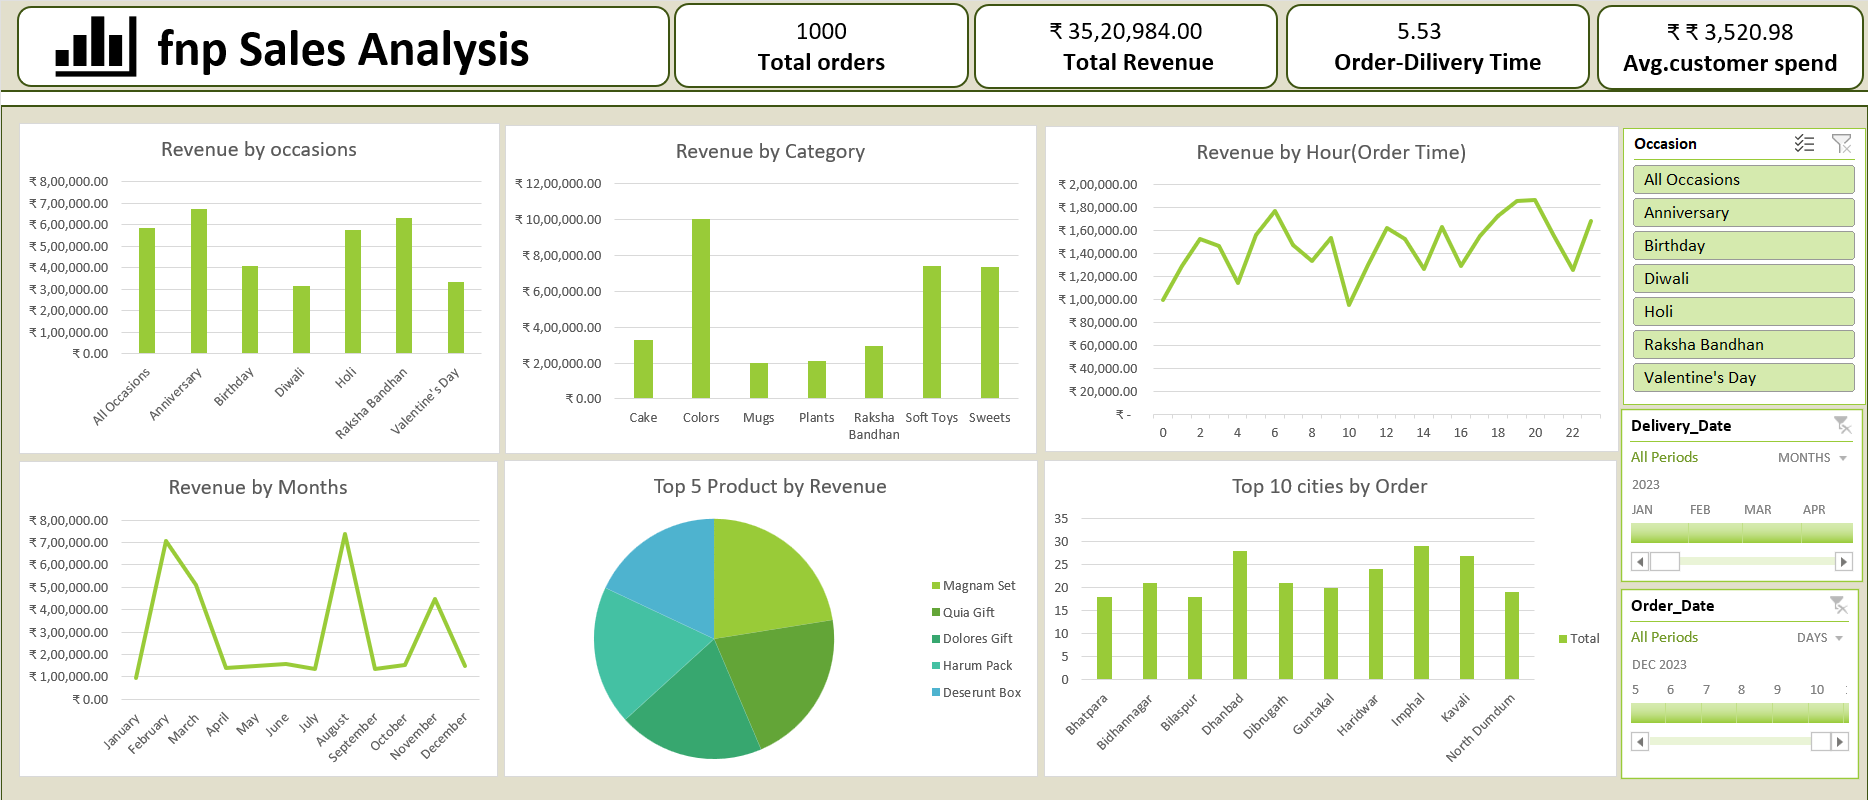 fnp Sales Analysis
1000
Total orders
₹ 35,20,984.00
Total Revenue
5.53
Order-Dilivery Time
₹ ₹ 3,520.98
Avg.customer spend
Revenue by occasions
₹ 8,00,000.00
₹ 7,00,000.00
₹ 6,00,000.00
₹ 5,00,000.00
₹ 4,00,000.00
₹ 3,00,000.00
₹ 2,00,000.00
₹ 1,00,000.00
₹ 0.00
All Occasions
Anniversary
Birthday
Diwali
Holi
Raksha Bandhan
Valentine's Day
Revenue by Category
₹ 12,00,000.00
₹ 10,00,000.00
₹ 8,00,000.00
₹ 6,00,000.00
₹ 4,00,000.00
₹ 2,00,000.00
₹ 0.00
Cake
Colors
Mugs
Plants
Raksha
Bandhan
Soft Toys
Sweets
Revenue by Hour(Order Time)
₹ 2,00,000.00
₹ 1,80,000.00
₹ 1,60,000.00
₹ 1,40,000.00
₹ 1,20,000.00
₹ 1,00,000.00
₹ 80,000.00
₹ 60,000.00
₹ 40,000.00
₹ 20,000.00
₹ -
0 2 4 6 8 10 12 14 16 18 20 22
Occasion
All Occasions
Anniversary
Birthday
Diwali
Holi
Raksha Bandhan
Valentine's Day
Delivery_Date
All Periods
MONTHS
2023
JAN FEB MAR APR
Order_Date
All Periods
DAYS
DEC 2023
5 6 7 8 9 10
Revenue by Months
₹ 8,00,000.00
₹ 7,00,000.00
₹ 6,00,000.00
₹ 5,00,000.00
₹ 4,00,000.00
₹ 3,00,000.00
₹ 2,00,000.00
₹ 1,00,000.00
₹ 0.00
January
February
March
April
May
June
July
August
September
October
November
December
Top 5 Product by Revenue
Magnam Set
Quia Gift
Dolores Gift
Harum Pack
Deserunt Box
Top 10 cities by Order
35
30
25
20
15
10
5
0
Bhatpara
Bidhannagar
Bilaspur
Dhanbad
Dibrugarh
Guntakal
Haridwar
Imphal
Kavali
North Dumdum
Total